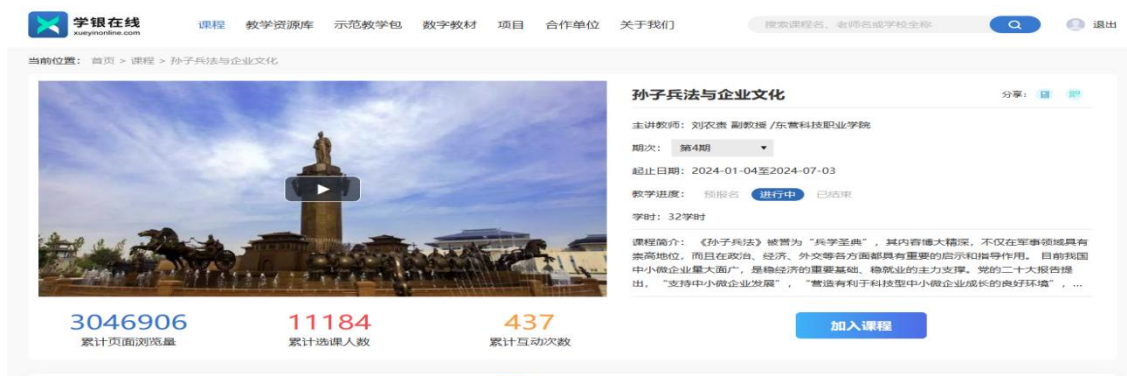 学银在线
xueyinonline.com
课程 教学资源库 示范教学包 数字教材 项目 合作单位 关于我们 搜索课程名、老师名或学校全称 退出
当前位置： 首页 > 课程 > 孙子兵法与企业文化
孙子兵法与企业文化 分享：
主讲教师：刘农贵 副教授 /东营科技职业学院
期次： 第4期
起止日期：2024-01-04至2024-07-03
教学进度： 预报名 进行中 已结束
学时：32学时
课程简介： 《孙子兵法》被誉为“兵学圣典”，其内容博大精深，不仅在军事领域具有
崇高地位，而且在政治、经济、外交等各方面都具有重要的启示和指导作用。 目前我国
中小微企业量大面广，是稳经济的重要基础、稳就业的主力支撑。党的二十大报告提
出，“支持中小微企业发展”，“营造有利于科技型中小微企业成长的良好环境”，...
3046906 11184 437
累计页面浏览量 累计选课人数 累计互动次数
加入课程